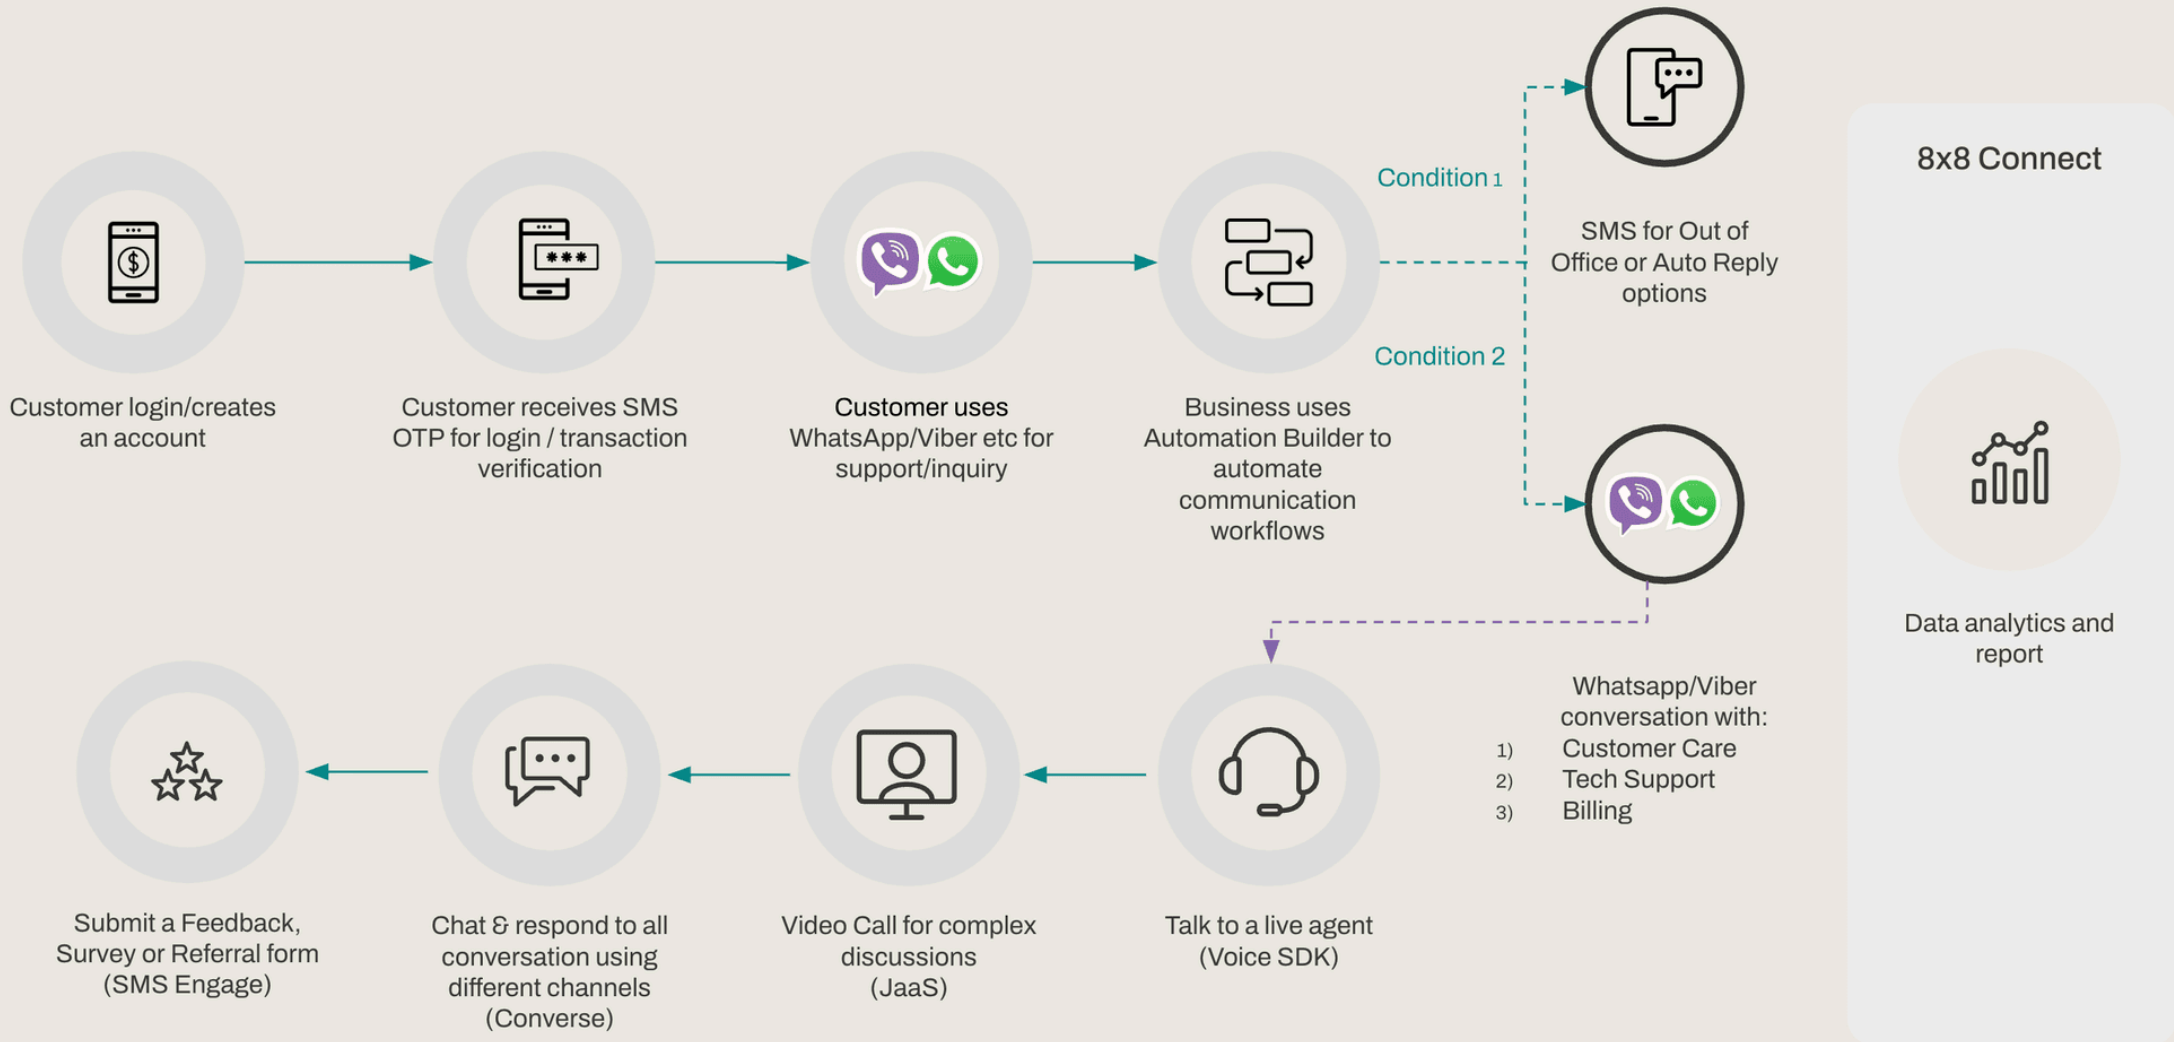 Condition 1
8x8 Connect
SMS for Out of
Office or Auto Reply
options
Condition 2
Customer login/creates
an account
Customer receives SMS
OTP for login / transaction
verification
Customer uses
WhatsApp/Viber etc for
support/inquiry
Business uses
Automation Builder to
automate
communication
workflows
Data analytics and
report
Whatsapp/Viber
conversation with:
1) Customer Care
2) Tech Support
3) Billing
Submit a Feedback,
Survey or Referral form
(SMS Engage)
Chat & respond to all
conversation using
different channels
(Converse)
Video Call for complex
discussions
(JaaS)
Talk to a live agent
(Voice SDK)